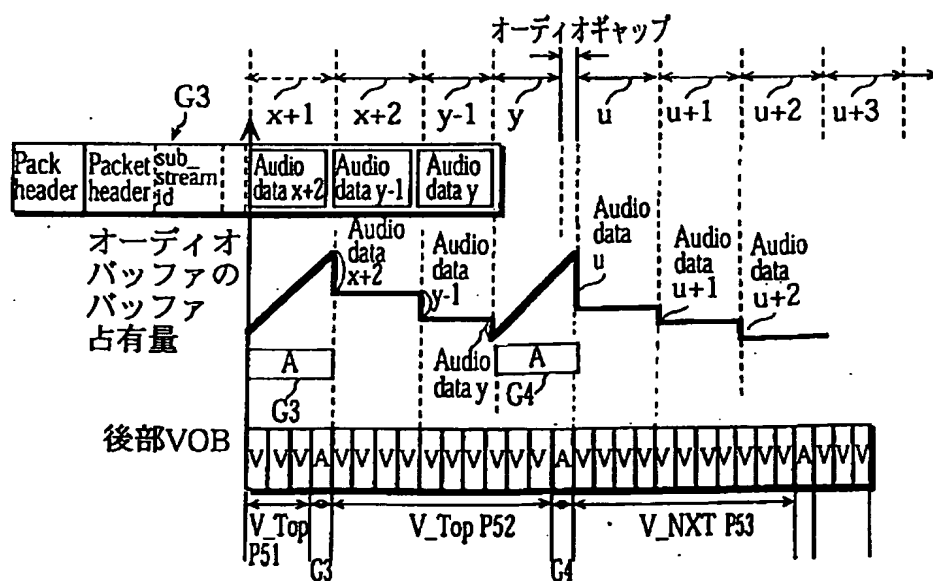 オーディオギャップ
G3
x+1 x+2 y-1 y u u+1 u+2 u+3
Pack header
Packet header
sub_stream id
Audio data x+2
Audio data y-1
Audio data y
オーディオ
バッファの
バッファ
占有量
Audio data x+2
Audio data y-1
Audio data y
Audio data u
Audio data u+1
Audio data u+2
A
G3
A
G4
後部VOB
V V V A V V V V V V V V V A V V V V V V V V V A V V V
V_Top P51
G3
V_Top P52
G4
V_NXT P53